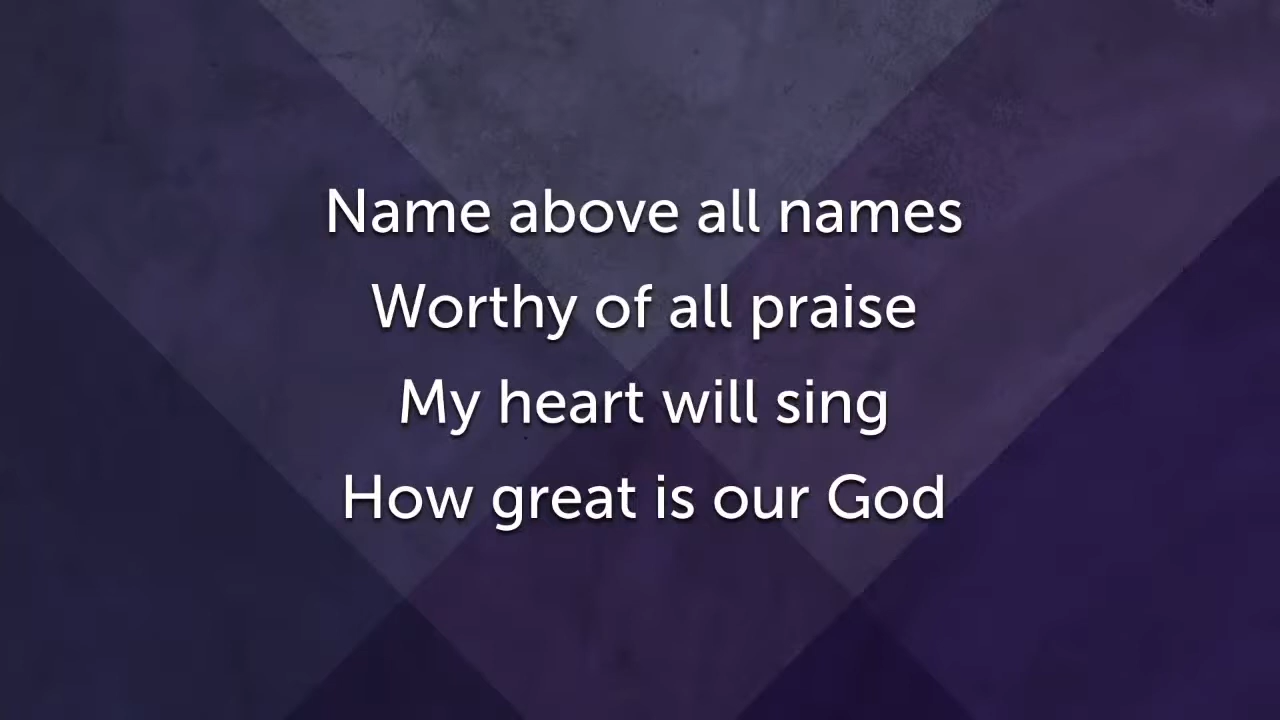 Name above all names
Worthy of all praise
My heart will sing
How great is our God